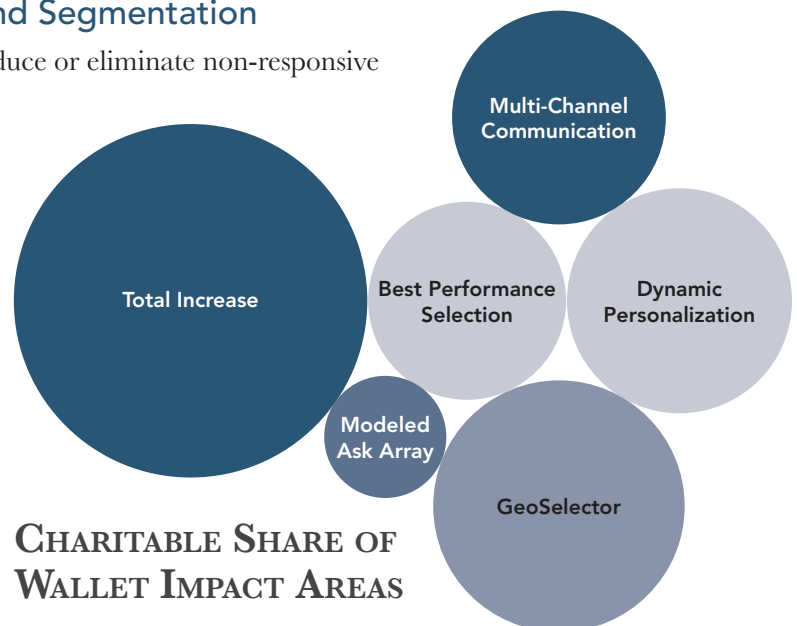 nd Segmentation
duce or eliminate non-responsive
Multi-Channel
Communication
Total Increase
Best Performance
Selection
Dynamic
Personalization
Modeled
Ask Array
GeoSelector
CHARITABLE SHARE OF
WALLET IMPACT AREAS